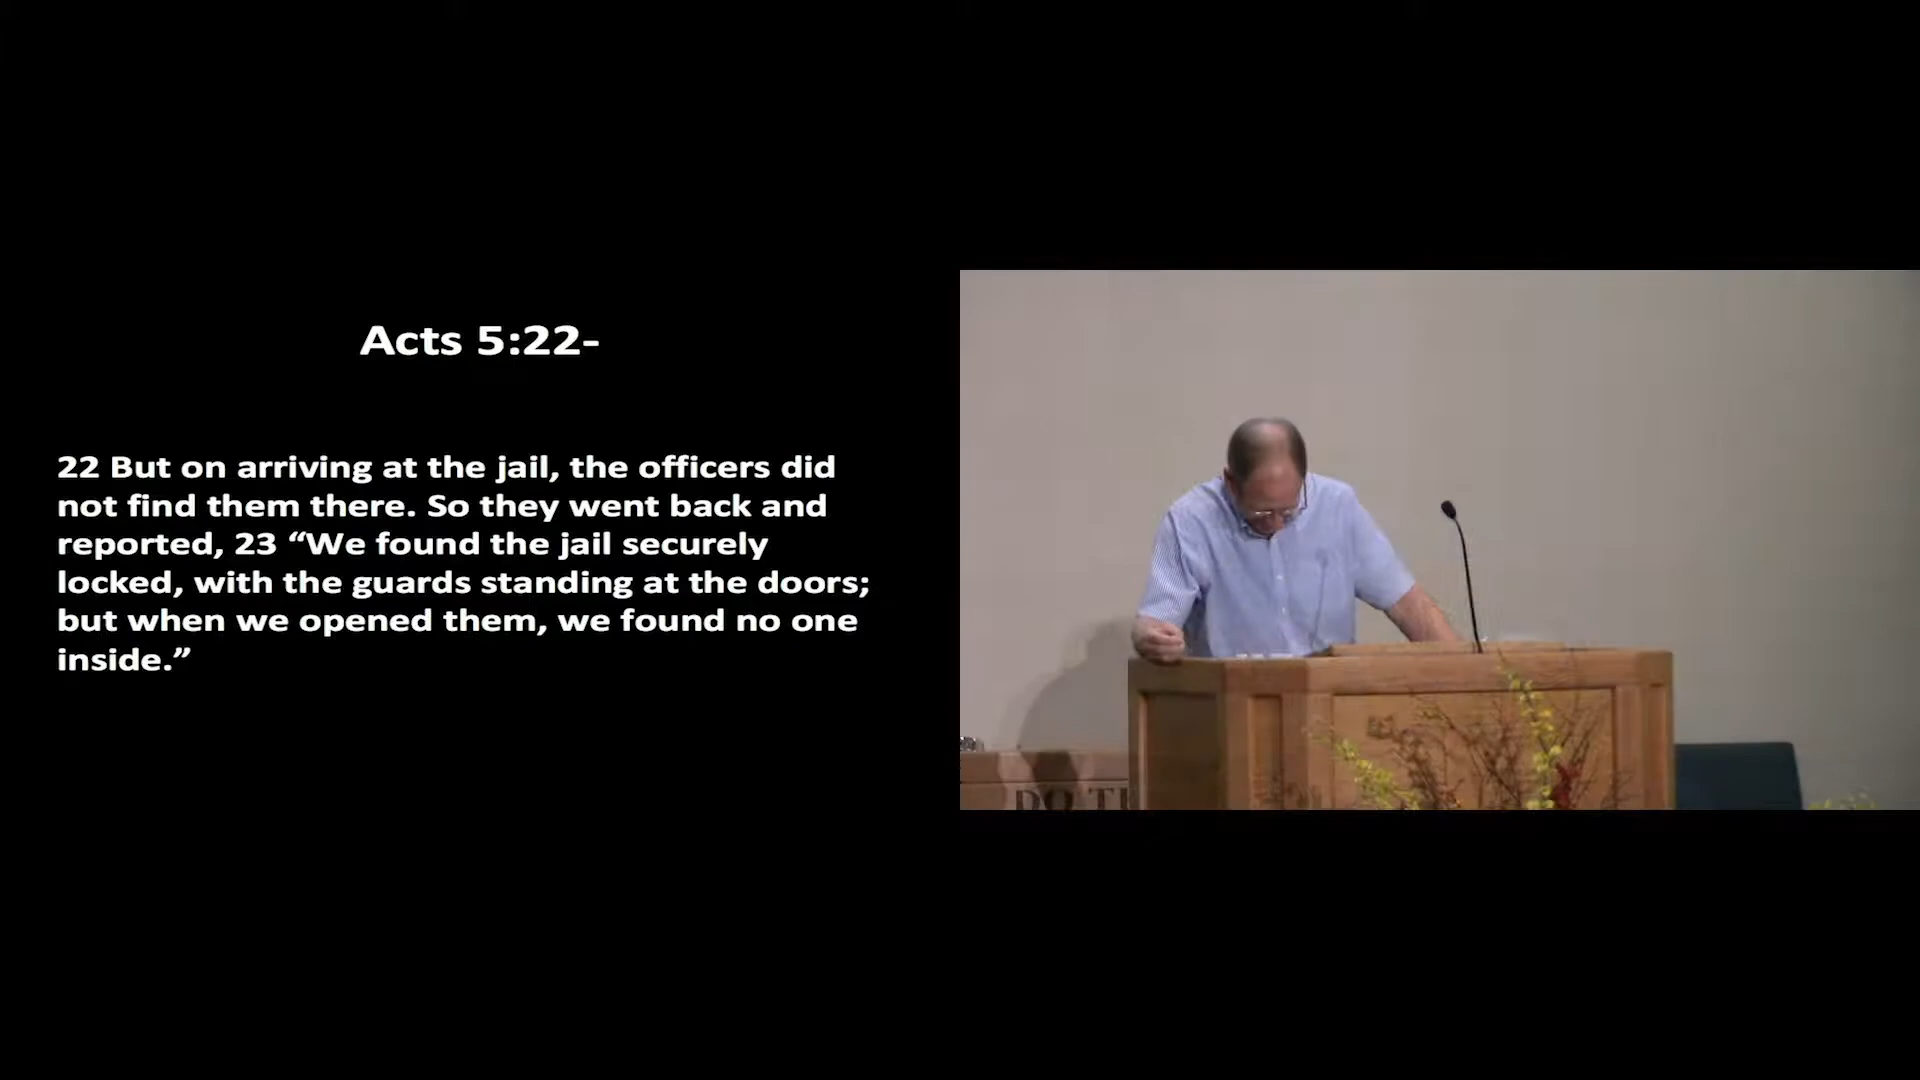 Acts 5:22-
22 But on arriving at the jail, the officers did
not find them there. So they went back and
reported, 23 “We found the jail securely
locked, with the guards standing at the doors;
but when we opened them, we found no one
inside.”
DO